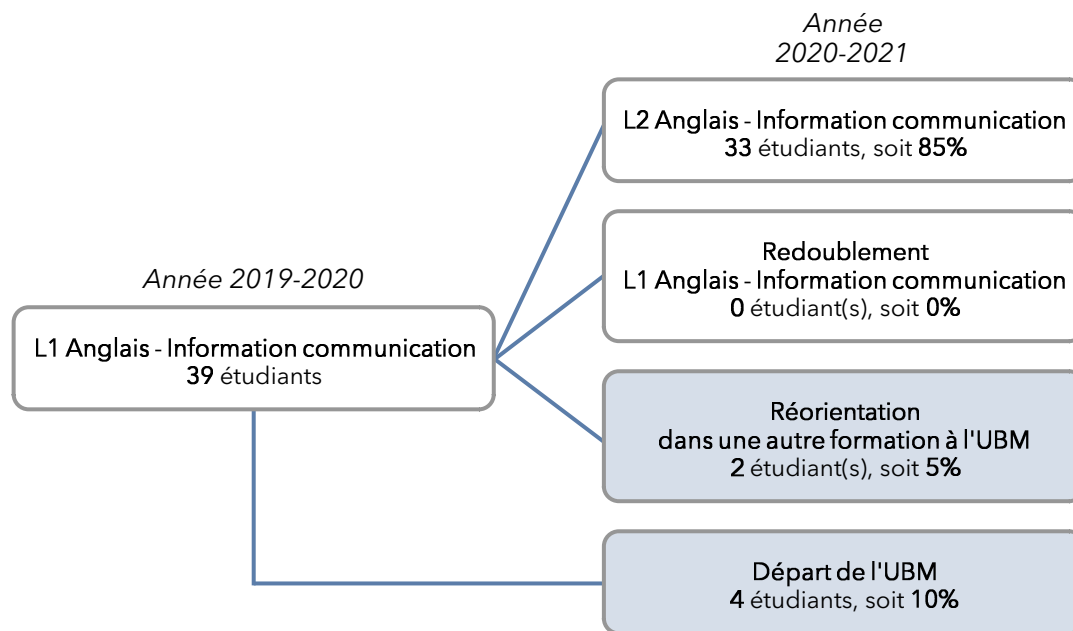 Année
2020-2021
L2 Anglais - Information communication
33 étudiants, soit 85%
Redoublement
L1 Anglais - Information communication
0 étudiant(s), soit 0%
Année 2019-2020
L1 Anglais - Information communication
39 étudiants
Réorientation
dans une autre formation à l'UBM
2 étudiant(s), soit 5%
Départ de l'UBM
4 étudiants, soit 10%